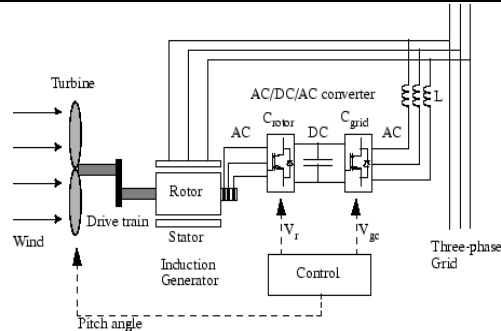 Turbine
AC/DC/AC converter
L
C rotor
C grid
AC
DC
AC
Rotor
Drive train
Stator
Wind
V r
V gc
Induction
Generator
Control
Three-phase
Grid
Pitch angle